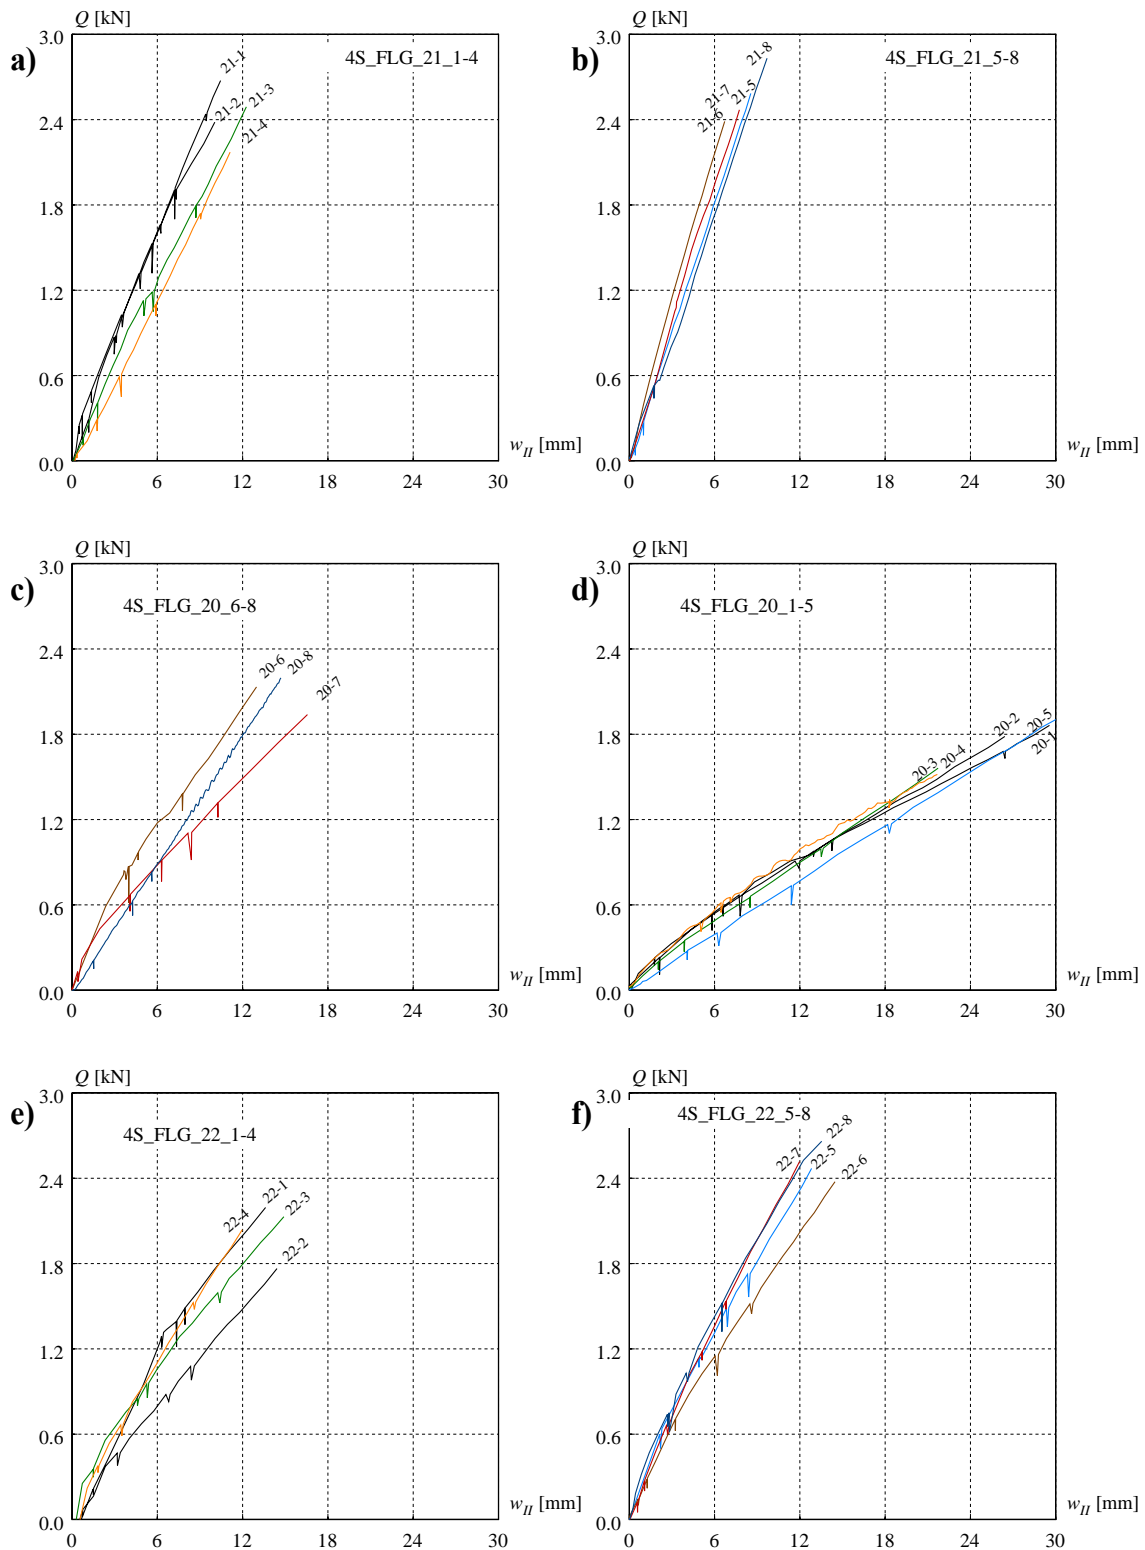 Q [kN]
3.0
a)
4S_FLG_21_1-4
21-1
21-2
21-3
21-4
2.4
1.8
1.2
0.6
0.0
w_II [mm]
0 6 12 18 24 30
Q [kN]
3.0
b)
4S_FLG_21_5-8
21-8
21-7
21-5
21-6
2.4
1.8
1.2
0.6
0.0
w_II [mm]
0 6 12 18 24 30
Q [kN]
3.0
c)
4S_FLG_20_6-8
2.4
20-6
20-8
20-7
1.8
1.2
0.6
0.0
w_II [mm]
0 6 12 18 24 30
Q [kN]
3.0
d)
4S_FLG_20_1-5
2.4
1.8
20-2
20-5
20-1
20-4
20-3
1.2
0.6
0.0
w_II [mm]
0 6 12 18 24 30
Q [kN]
3.0
e)
4S_FLG_22_1-4
2.4
22-1
22-3
22-4
22-2
1.8
1.2
0.6
0.0
w_II [mm]
0 6 12 18 24 30
Q [kN]
3.0
f)
4S_FLG_22_5-8
22-8
22-7
22-5
22-6
2.4
1.8
1.2
0.6
0.0
w_II [mm]
0 6 12 18 24 30